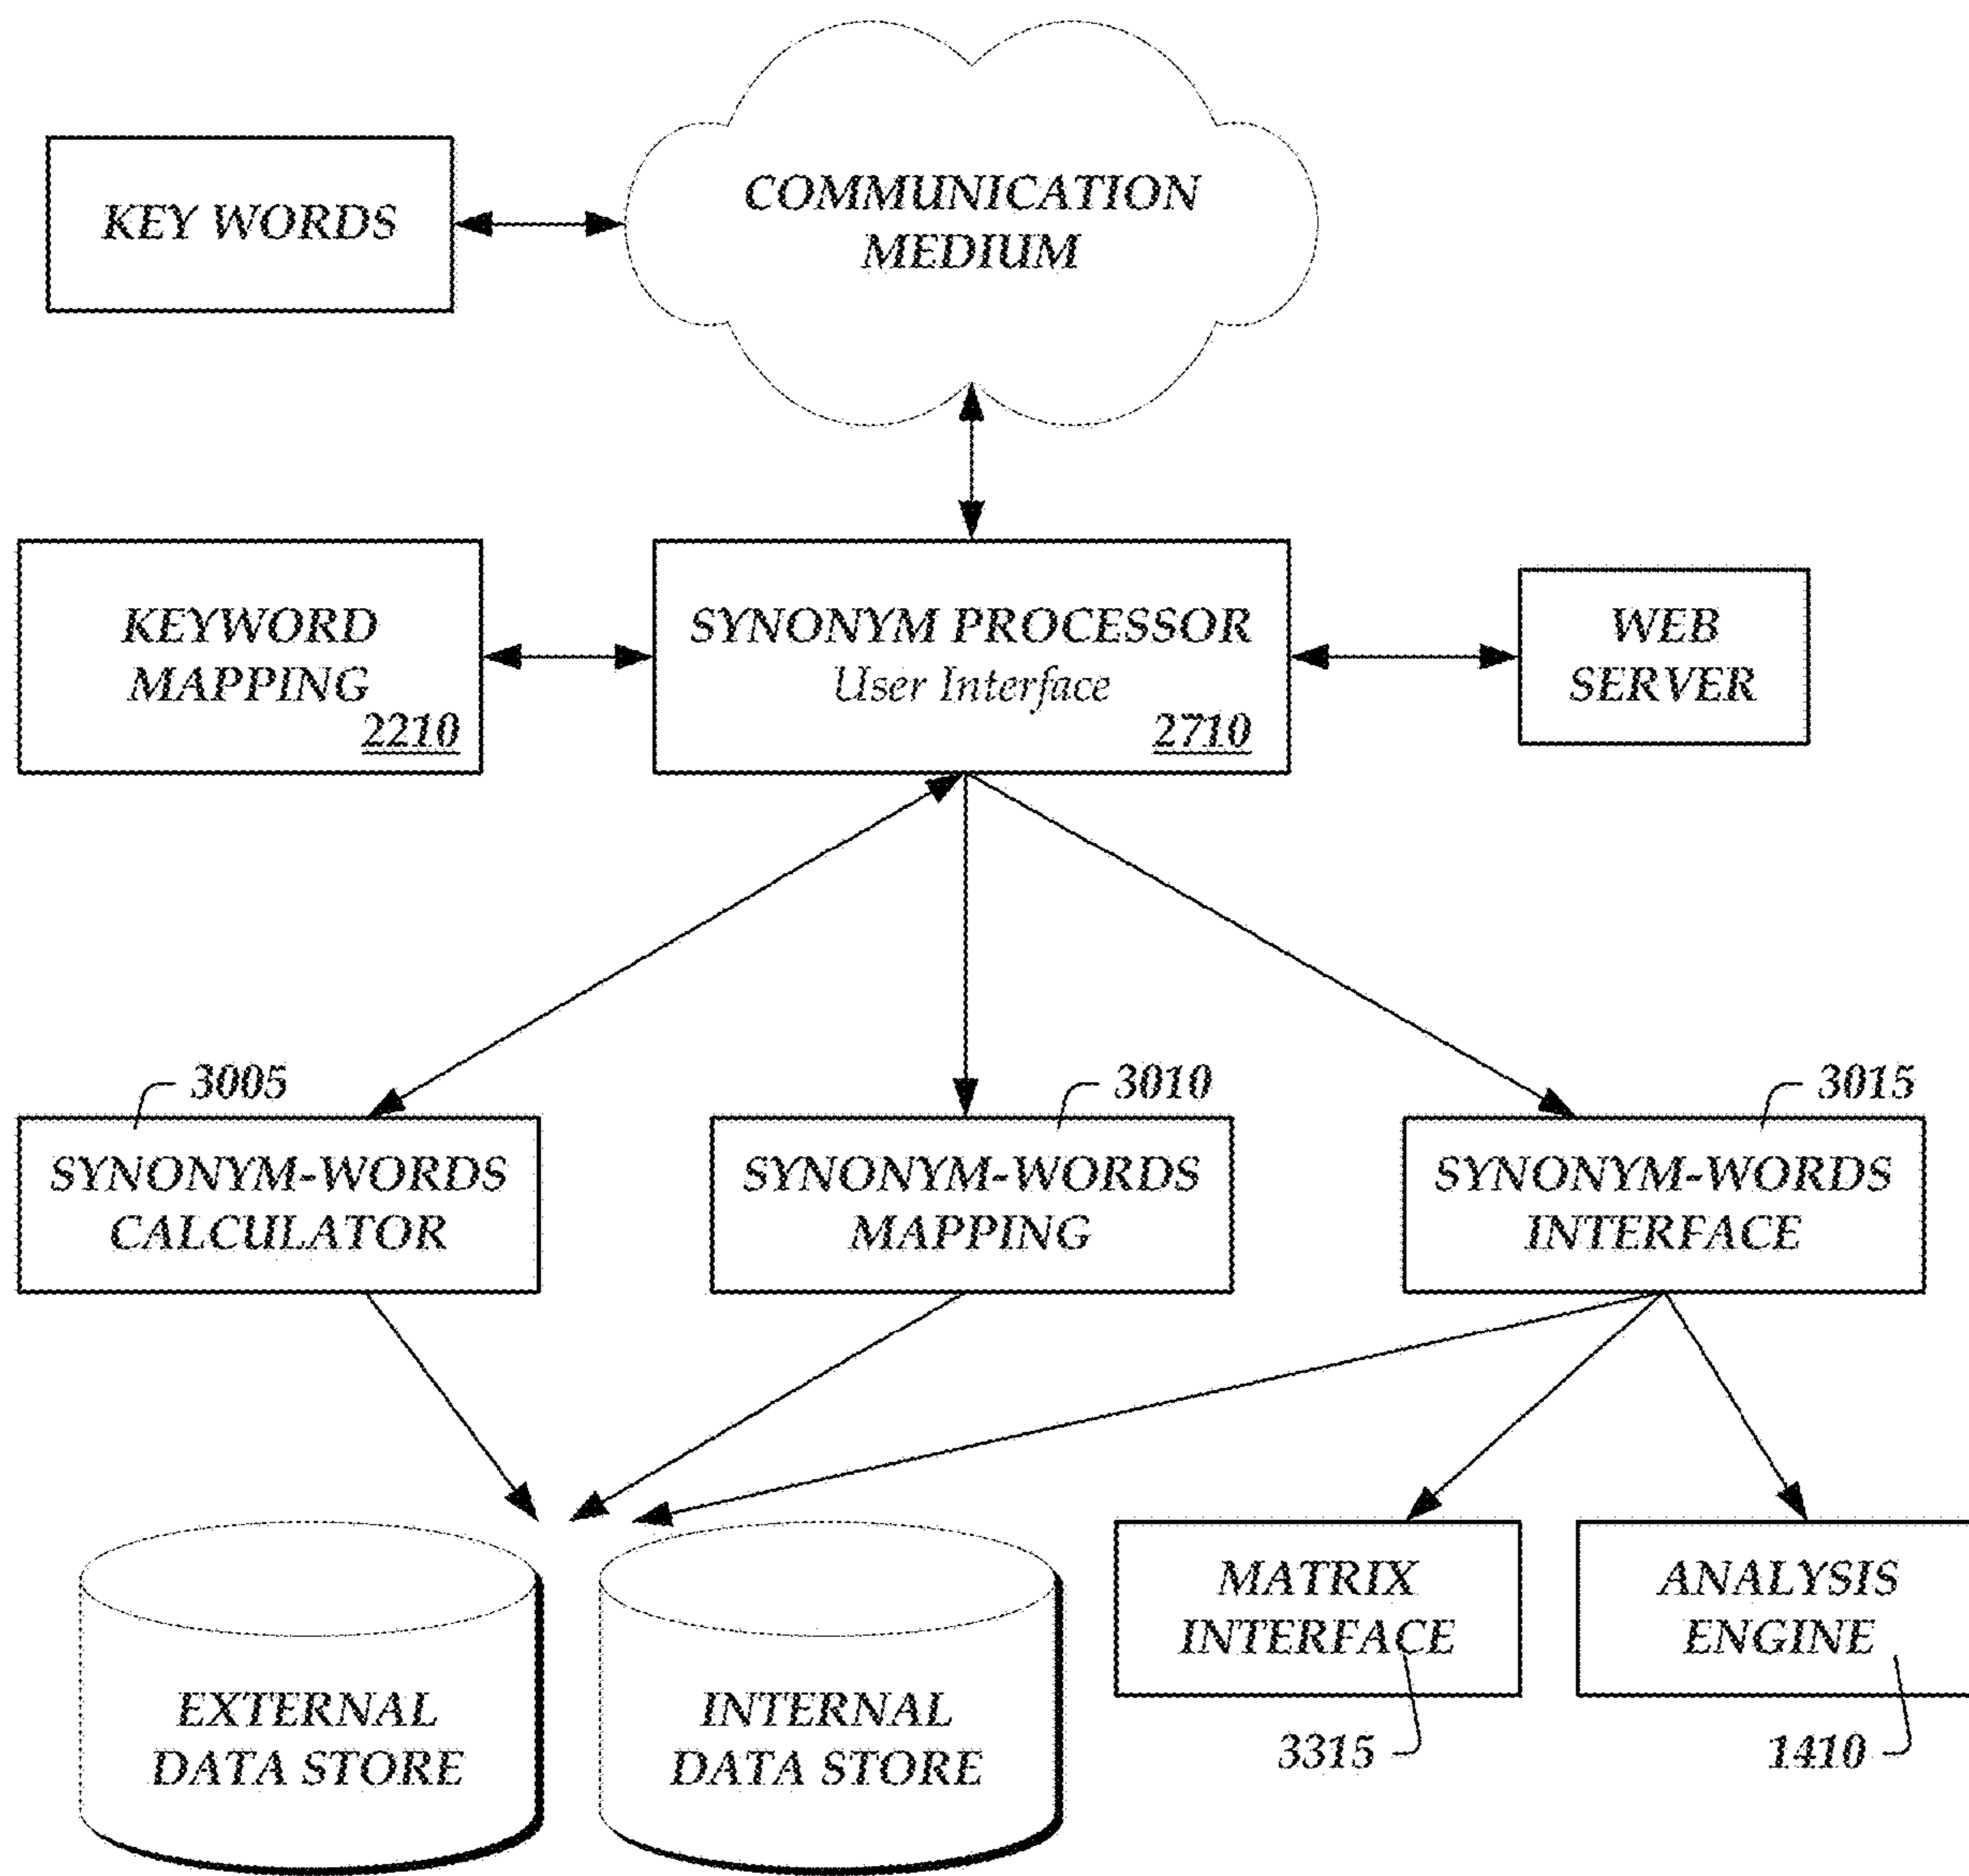 COMMUNICATION
MEDIUM
KEY WORDS
KEYWORD
MAPPING
2210
SYNONYM PROCESSOR
User Interface
2710
WEB
SERVER
3005
SYNONYM-WORDS
CALCULATOR
3010
SYNONYM-WORDS
MAPPING
3015
SYNONYM-WORDS
INTERFACE
EXTERNAL
DATA STORE
INTERNAL
DATA STORE
MATRIX
INTERFACE
3315
ANALYSIS
ENGINE
1410